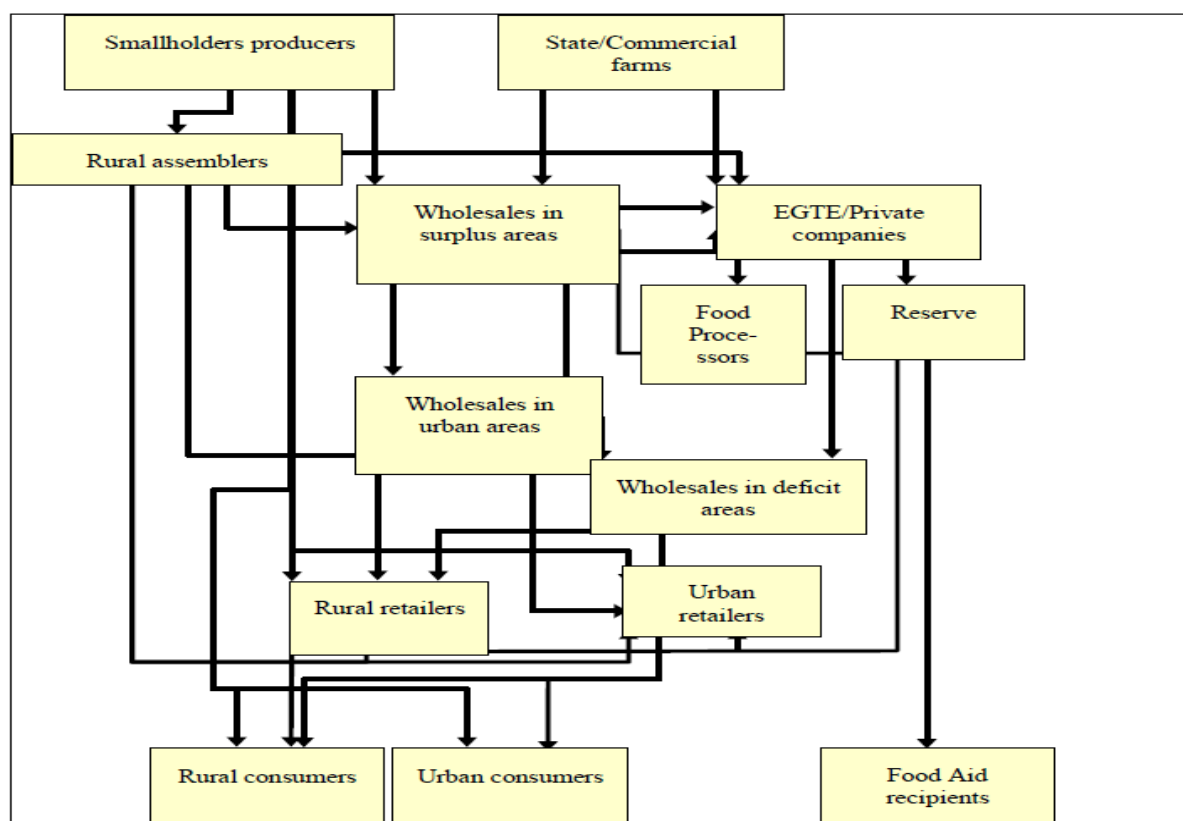 Smallholders producers
State/Commercial
farms
Rural assemblers
Wholesales in
surplus areas
EGTE/Private
companies
Food
Proce-
ssors
Reserve
Wholesales in
urban areas
Wholesales in deficit
areas
Rural retailers
Urban
retailers
Rural consumers
Urban consumers
Food Aid
recipients